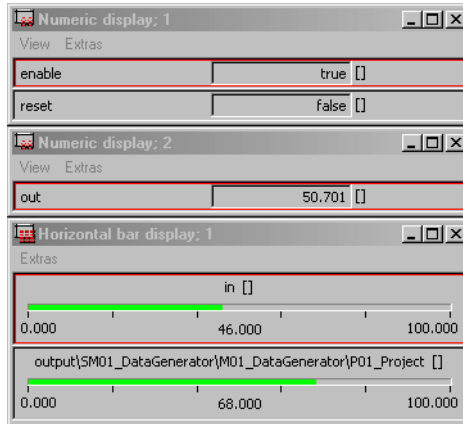 Numeric display; 1
View Extras
enable true []
reset false []
Numeric display; 2
View Extras
out 50.701 []
Horizontal bar display; 1
Extras
in []
0.000 46.000 100.000
output\SM01_DataGenerator\M01_DataGenerator\P01_Project []
0.000 68.000 100.000